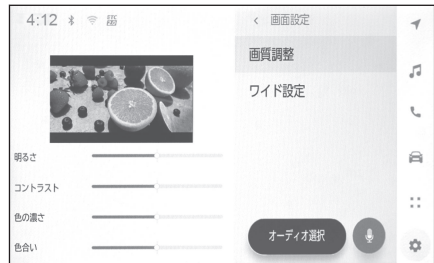 4:12
明るさ
コントラスト
色の濃さ
色合い
< 画面設定
画質調整
ワイド設定
オーディオ選択